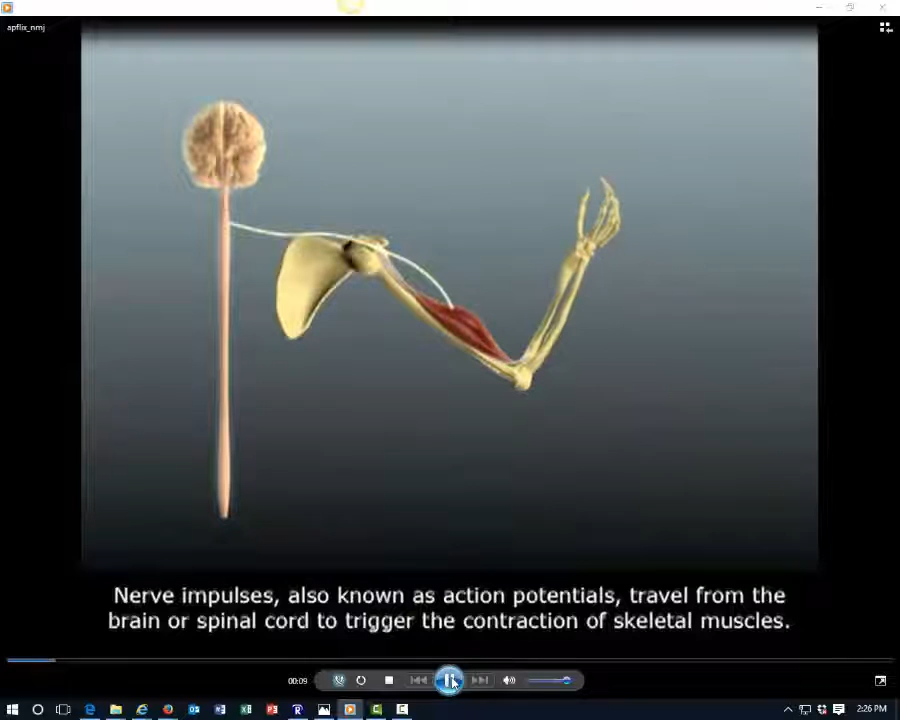 apflix_nmj
Nerve impulses, also known as action potentials, travel from the
brain or spinal cord to trigger the contraction of skeletal muscles.
00:09
2:26 PM